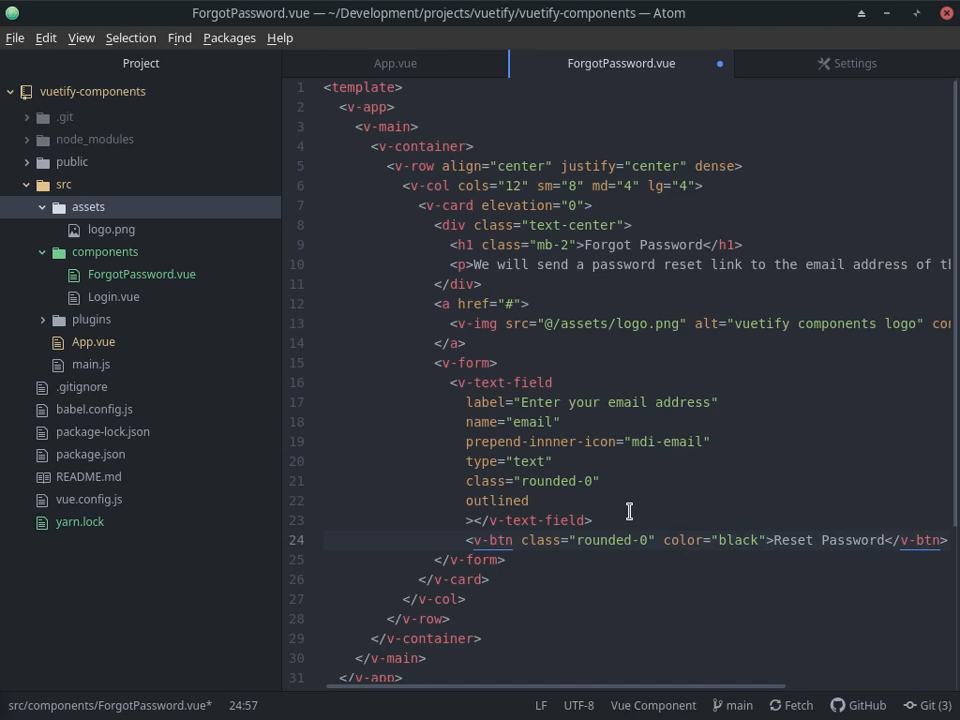 ForgotPassword.vue — ~/Development/projects/vuetify/vuetify-components — Atom
File Edit View Selection Find Packages Help
Project
App.vue
ForgotPassword.vue
Settings
vuetify-components
.git
node_modules
public
src
assets
logo.png
components
ForgotPassword.vue
Login.vue
plugins
App.vue
main.js
.gitignore
babel.config.js
package-lock.json
package.json
README.md
vue.config.js
yarn.lock
1 <template>
2 <v-app>
3 <v-main>
4 <v-container>
5 <v-row align="center" justify="center" dense>
6 <v-col cols="12" sm="8" md="4" lg="4">
7 <v-card elevation="0">
8 <div class="text-center">
9 <h1 class="mb-2">Forgot Password</h1>
10 <p>We will send a password reset link to the email address of
11 </div>
12 <a href="#">
13 <v-img src="@/assets/logo.png" alt="vuetify components logo"
14 </a>
15 <v-form>
16 <v-text-field
17 label="Enter your email address"
18 name="email"
19 prepend-innner-icon="mdi-email"
20 type="text"
21 class="rounded-0"
22 outlined
23 ></v-text-field>
24 <v-btn class="rounded-0" color="black">Reset Password</v-btn>
25 </v-form>
26 </v-card>
27 </v-col>
28 </v-row>
29 </v-container>
30 </v-main>
31 </v-app>
src/components/ForgotPassword.vue* 24:57 LF UTF-8 Vue Component main Fetch GitHub Git (3)